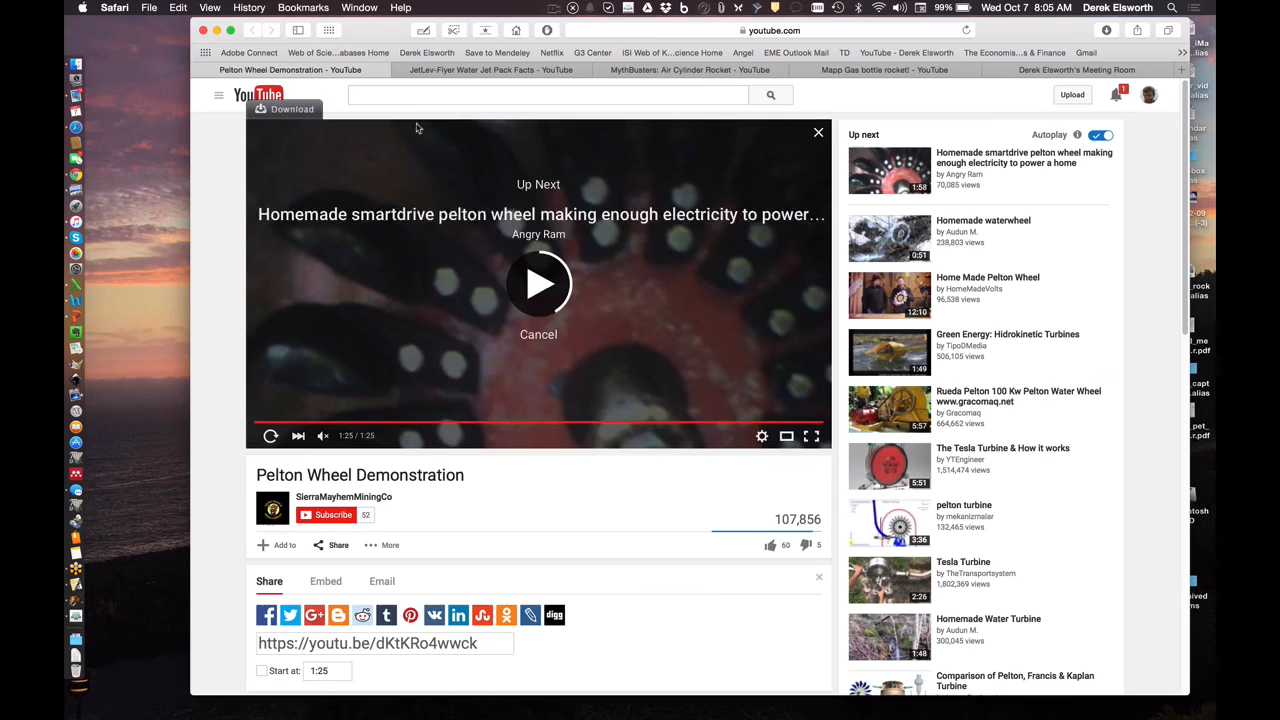 Safari File Edit View History Bookmarks Window Help
99% Wed Oct 7 8:05 AM Derek Elsworth
youtube.com
Adobe Connect Web of Scie...abases Home Derek Elsworth Save to Mendeley Netflix G3 Center ISI Web of K...cience Home Angel EME Outlook Mail TD YouTube - Derek Elsworth The Economis...s & Finance Gmail
Pelton Wheel Demonstration - YouTube JetLev-Flyer Water Jet Pack Facts - YouTube MythBusters: Air Cylinder Rocket - YouTube Mapp Gas bottle rocket! - YouTube Derek Elsworth's Meeting Room
YouTube
Upload
1
Download
Up Next
Homemade smartdrive pelton wheel making enough electricity to power...
Angry Ram
Cancel
1:25 / 1:25
Pelton Wheel Demonstration
SierraMayhemMiningCo
Subscribe 52
107,856
Add to Share More
60 5
Share Embed Email
digg
https://youtu.be/dKtKRo4wwck
Start at: 1:25
Up next Autoplay
Homemade smartdrive pelton wheel making
enough electricity to power a home
by Angry Ram
70,085 views
1:58
Homemade waterwheel
by Audun M.
238,803 views
0:51
Home Made Pelton Wheel
by HomeMadeVolts
96,538 views
12:10
Green Energy: Hidrokinetic Turbines
by TipoDMedia
506,105 views
1:49
Rueda Pelton 100 Kw Pelton Water Wheel
www.gracomaq.net
by Gracomaq
664,662 views
5:57
The Tesla Turbine & How it works
by YTEngineer
1,514,474 views
5:51
pelton turbine
by mekanizmalar
132,465 views
3:36
Tesla Turbine
by TheTransportsystem
1,802,369 views
2:26
Homemade Water Turbine
by Audun M.
300,045 views
1:48
Comparison of Pelton, Francis & Kaplan
Turbine